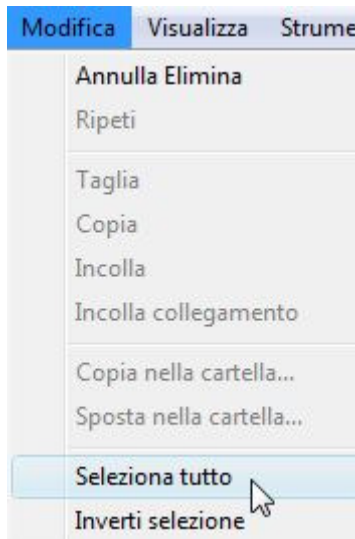 Modifica Visualizza Strume
Annulla Elimina
Ripeti
Taglia
Copia
Incolla
Incolla collegamento
Copia nella cartella...
Sposta nella cartella...
Seleziona tutto
Inverti selezione